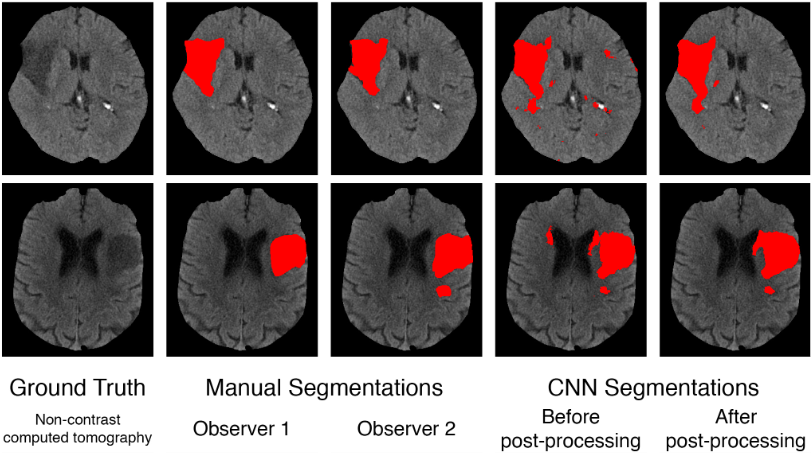 Ground Truth
Manual Segmentations
CNN Segmentations
Non-contrast
computed tomography
Observer 1
Observer 2
Before
post-processing
After
post-processing